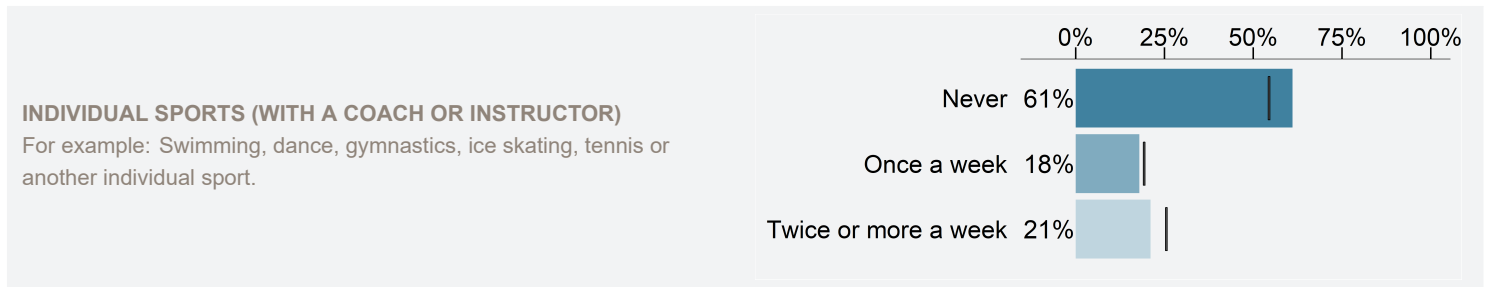 0% 25% 50% 75% 100%
INDIVIDUAL SPORTS (WITH A COACH OR INSTRUCTOR)
For example: Swimming, dance, gymnastics, ice skating, tennis or
another individual sport.
Never 61%
Once a week 18%
Twice or more a week 21%